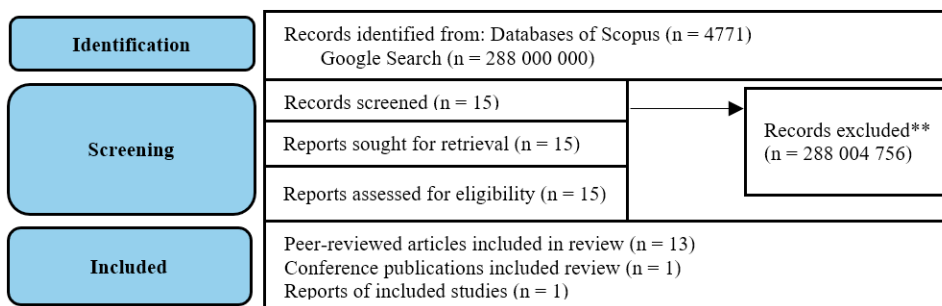 Identification
Records identified from: Databases of Scopus (n = 4771)
Google Search (n = 288 000 000)
Screening
Records screened (n = 15)
Reports sought for retrieval (n = 15)
Reports assessed for eligibility (n = 15)
Records excluded**
(n = 288 004 756)
Included
Peer-reviewed articles included in review (n = 13)
Conference publications included review (n = 1)
Reports of included studies (n = 1)